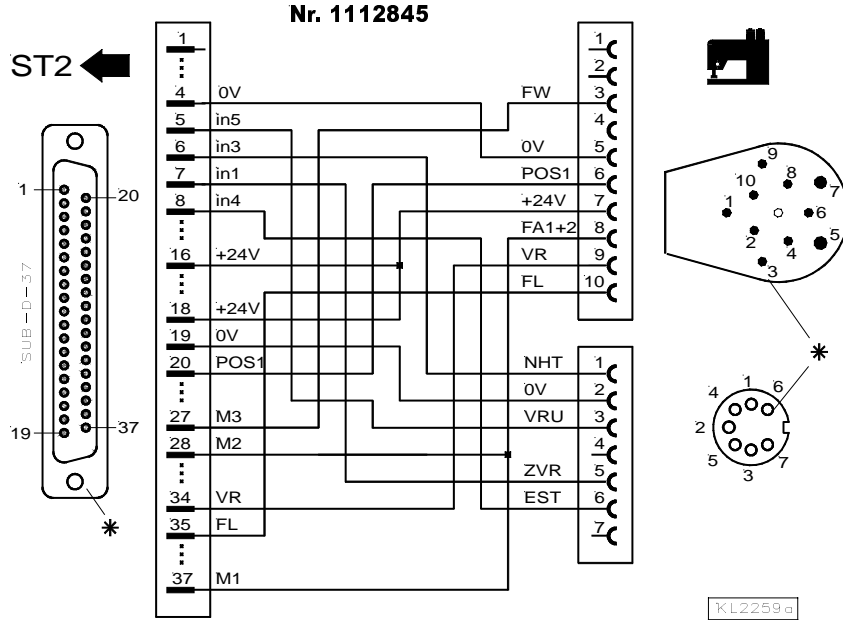 Nr. 1112845
ST2
1
4 0V
5 in5
6 in3
7 in1
8 in4
16 +24V
18 +24V
19 0V
20 POS1
27 M3
28 M2
34 VR
35 FL
37 M1
1
2
FW 3
4
0V 5
POS1 6
+24V 7
FA1+2 8
VR 9
FL 10
NHT 1
0V 2
VRU 3
4
ZVR 5
EST 6
7
1
20
SUB-D-37
19
37
*
9
8
7
10
1
6
2
4
5
3
*
1
6
4
2
5
3
7
KL2259a